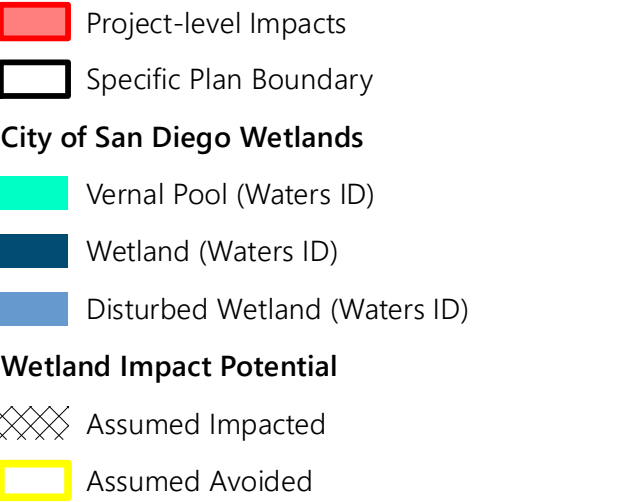 Project-level Impacts
Specific Plan Boundary
City of San Diego Wetlands
Vernal Pool (Waters ID)
Wetland (Waters ID)
Disturbed Wetland (Waters ID)
Wetland Impact Potential
Assumed Impacted
Assumed Avoided